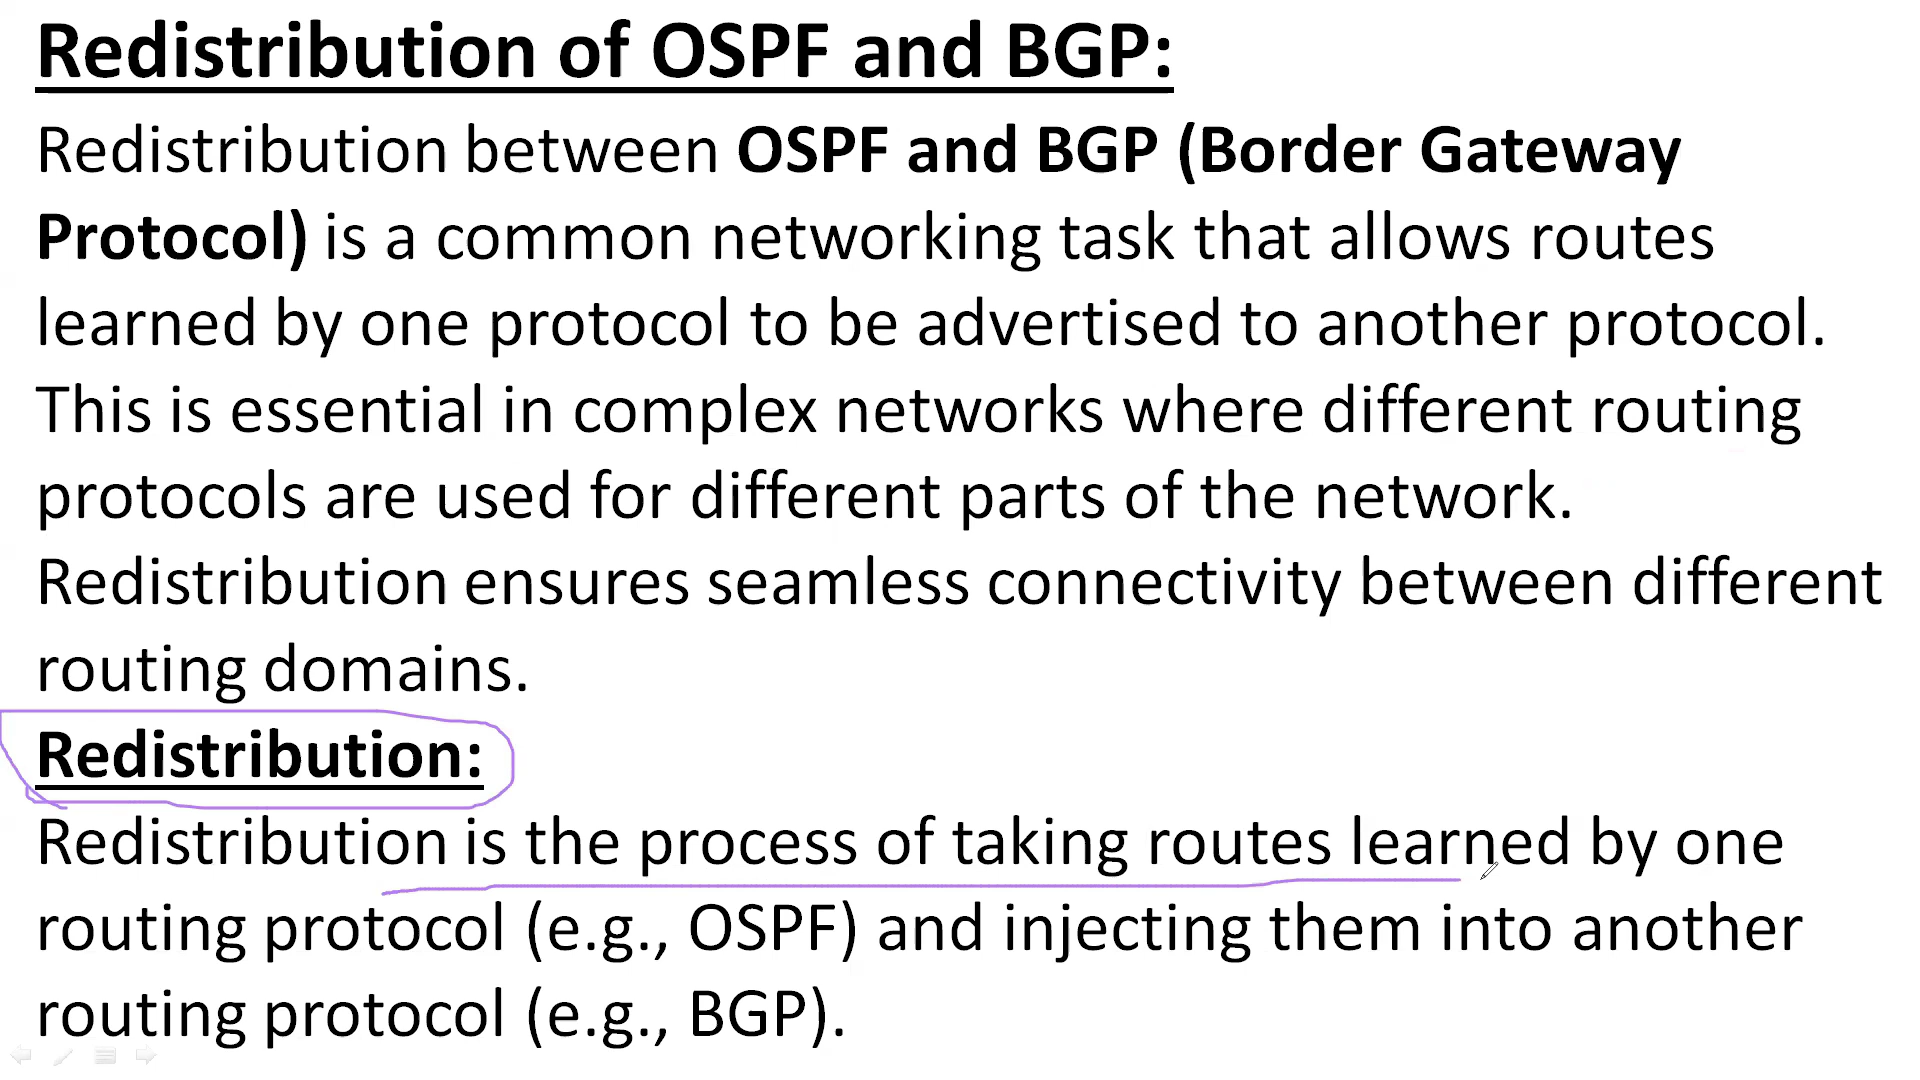 Redistribution of OSPF and BGP:
Redistribution between OSPF and BGP (Border Gateway
Protocol) is a common networking task that allows routes
learned by one protocol to be advertised to another protocol.
This is essential in complex networks where different routing
protocols are used for different parts of the network.
Redistribution ensures seamless connectivity between different
routing domains.
Redistribution:
Redistribution is the process of taking routes learned by one
routing protocol (e.g., OSPF) and injecting them into another
routing protocol (e.g., BGP).